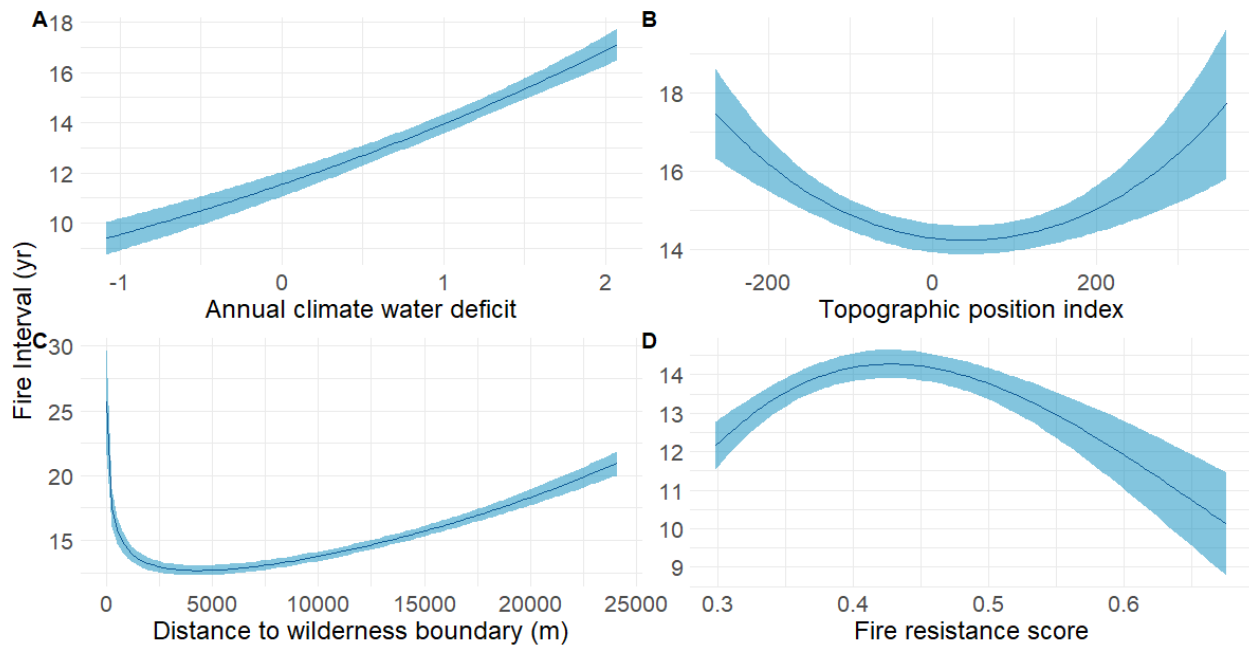 A
18
16
14
12
10
-1 0 1 2
Annual climate water deficit
B
18
16
14
-200 0 200
Topographic position index
Fire Interval (yr)
C
30
25
20
15
0 5000 10000 15000 20000 25000
Distance to wilderness boundary (m)
D
14
13
12
11
10
9
0.3 0.4 0.5 0.6
Fire resistance score